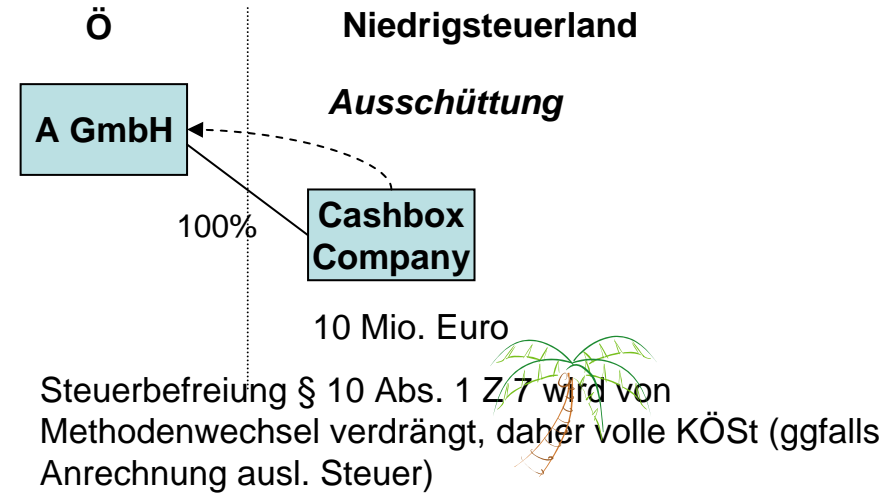 Ö
Niedrigsteuerland
Ausschüttung
A GmbH
100%
Cashbox
Company
10 Mio. Euro
Steuerbefreiung § 10 Abs. 1 Z 7 wird von
Methodenwechsel verdrängt, daher volle KÖSt (ggfalls
Anrechnung ausl. Steuer)